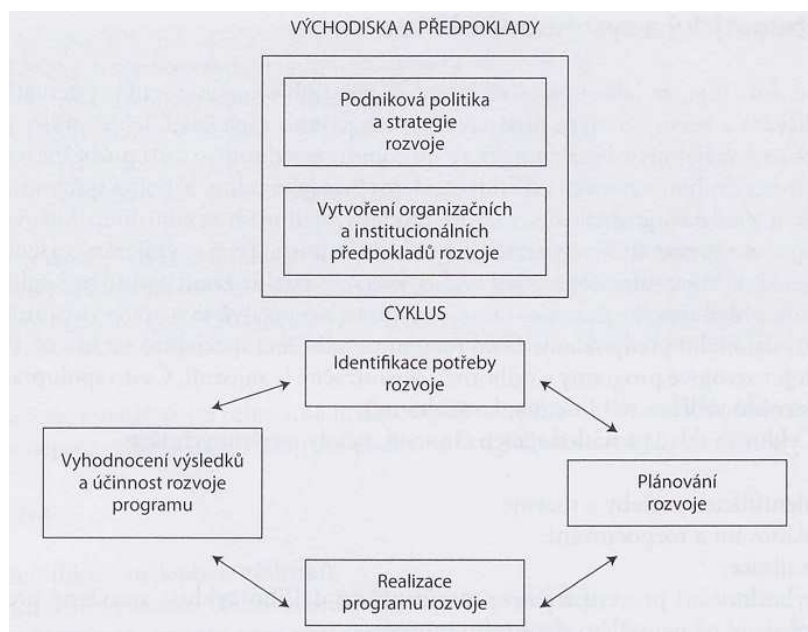 VÝCHODISKA A PŘEDPOKLADY
Podniková politika
a strategie
rozvoje
Vytvoření organizačních
a institucionálních
předpokladů rozvoje
CYKLUS
Identifikace potřeby
rozvoje
Vyhodnocení výsledků
a účinnost rozvoje
programu
Plánování
rozvoje
Realizace
programu rozvoje